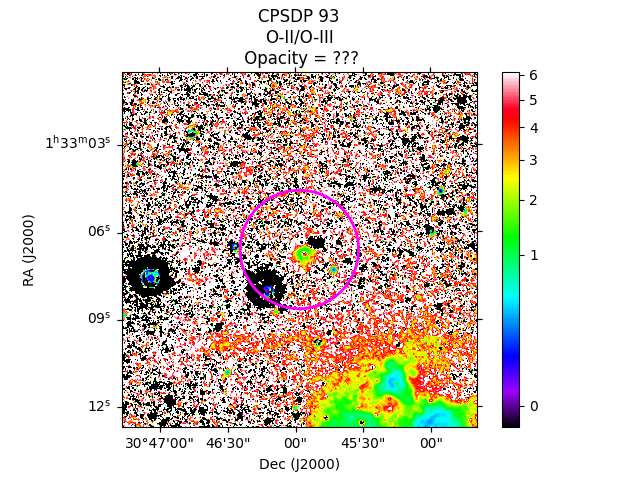 CPSDP 93
O-II/O-III
Opacity = ???
6
5
4
3
2
1
0
1ʰ33ᵐ03ˢ
06ˢ
09ˢ
12ˢ
RA (J2000)
30°47'00" 46'30" 00" 45'30" 00"
Dec (J2000)